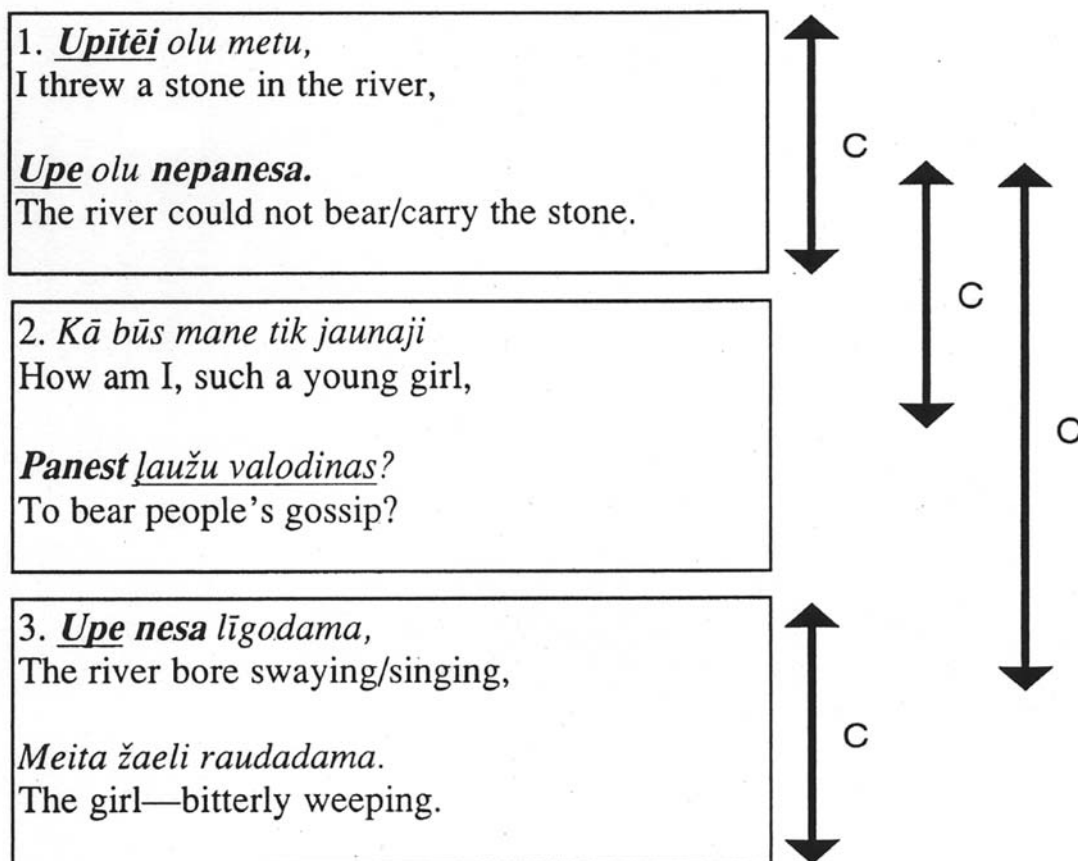 1. Upītēi olu metu,
I threw a stone in the river,
Upe olu nepanesa.
The river could not bear/carry the stone.
C
2. Kā būs mane tik jaunaji
How am I, such a young girl,
Panest ļaužu valodinas?
To bear people's gossip?
C
O
3. Upe nesa līgodama,
The river bore swaying/singing,
Meita žaeli raudadama.
The girl—bitterly weeping.
C